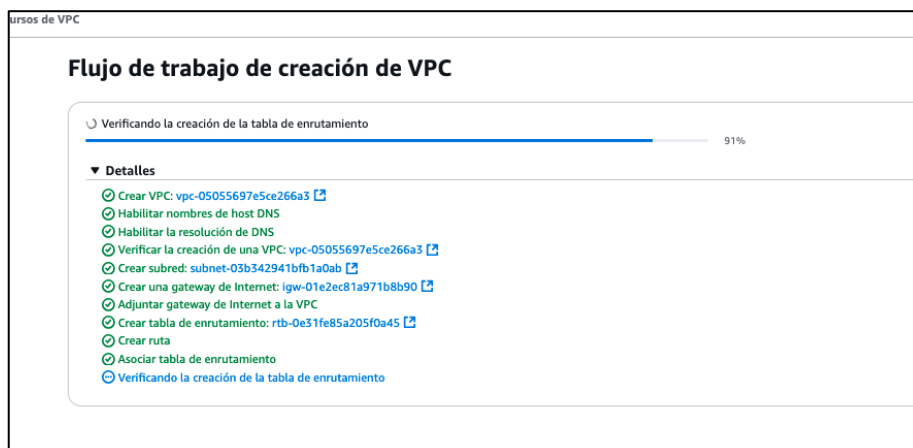 ursos de VPC
Flujo de trabajo de creación de VPC
Verificando la creación de la tabla de enrutamiento
91%
Detalles
Crear VPC: vpc-05055697e5ce266a3
Habilitar nombres de host DNS
Habilitar la resolución de DNS
Verificar la creación de una VPC: vpc-05055697e5ce266a3
Crear subred: subnet-03b342941bfb1a0ab
Crear una gateway de Internet: igw-01e2ec81a971b8b90
Adjuntar gateway de Internet a la VPC
Crear tabla de enrutamiento: rtb-0e31fe85a205f0a45
Crear ruta
Asociar tabla de enrutamiento
Verificando la creación de la tabla de enrutamiento